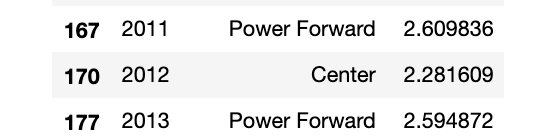 167 2011 Power Forward 2.609836
170 2012 Center 2.281609
177 2013 Power Forward 2.594872